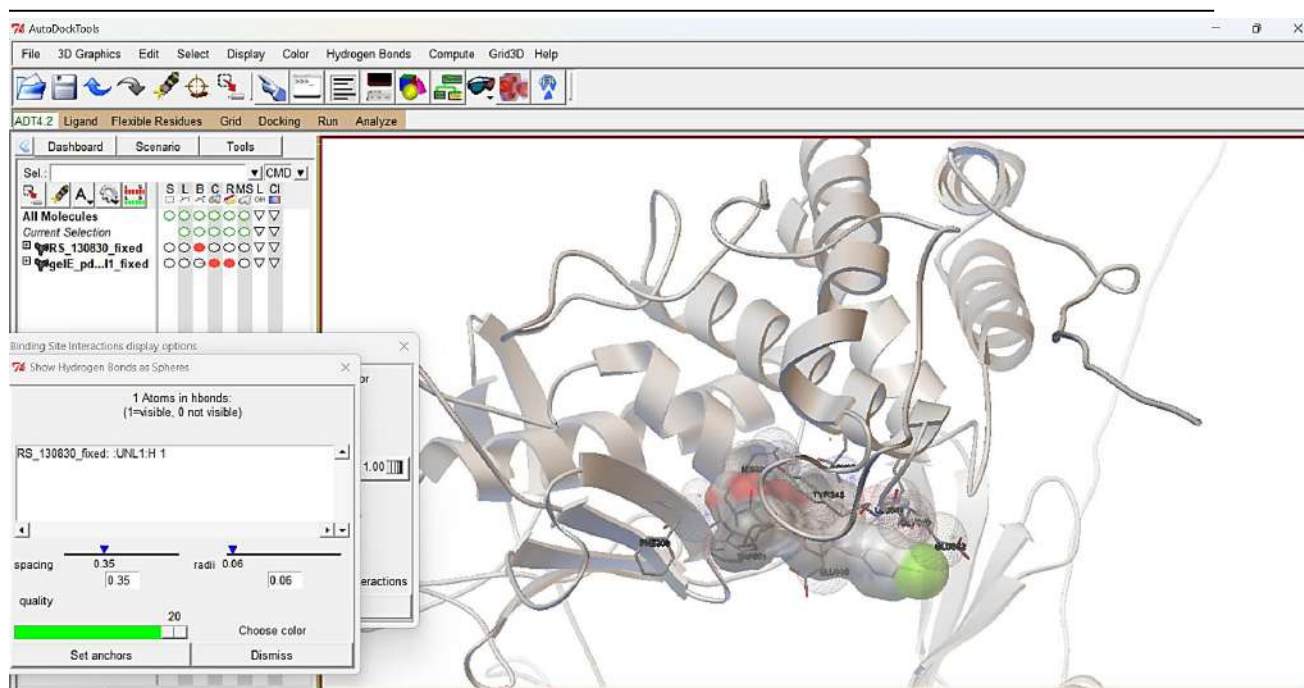 AutoDockTools
File 3D Graphics Edit Select Display Color Hydrogen Bonds Compute Grid3D Help
ADT4.2 Ligand Flexible Residues Grid Docking Run Analyze
Dashboard Scenario Tools
Sel.: CMD
S L B C R MS L Cl
All Molecules
Current Selection
RS_130830_fixed
gelE_pd...l1_fixed
Binding Site Interactions display options
Show Hydrogen Bonds as Spheres
1 Atoms in hbonds:
(1=visible, 0 not visible)
RS_130830_fixed: :UNL1:H 1
1.00
spacing 0.35 radii 0.06
0.35 0.06
eractions
quality
20
Choose color
Set anchors Dismiss